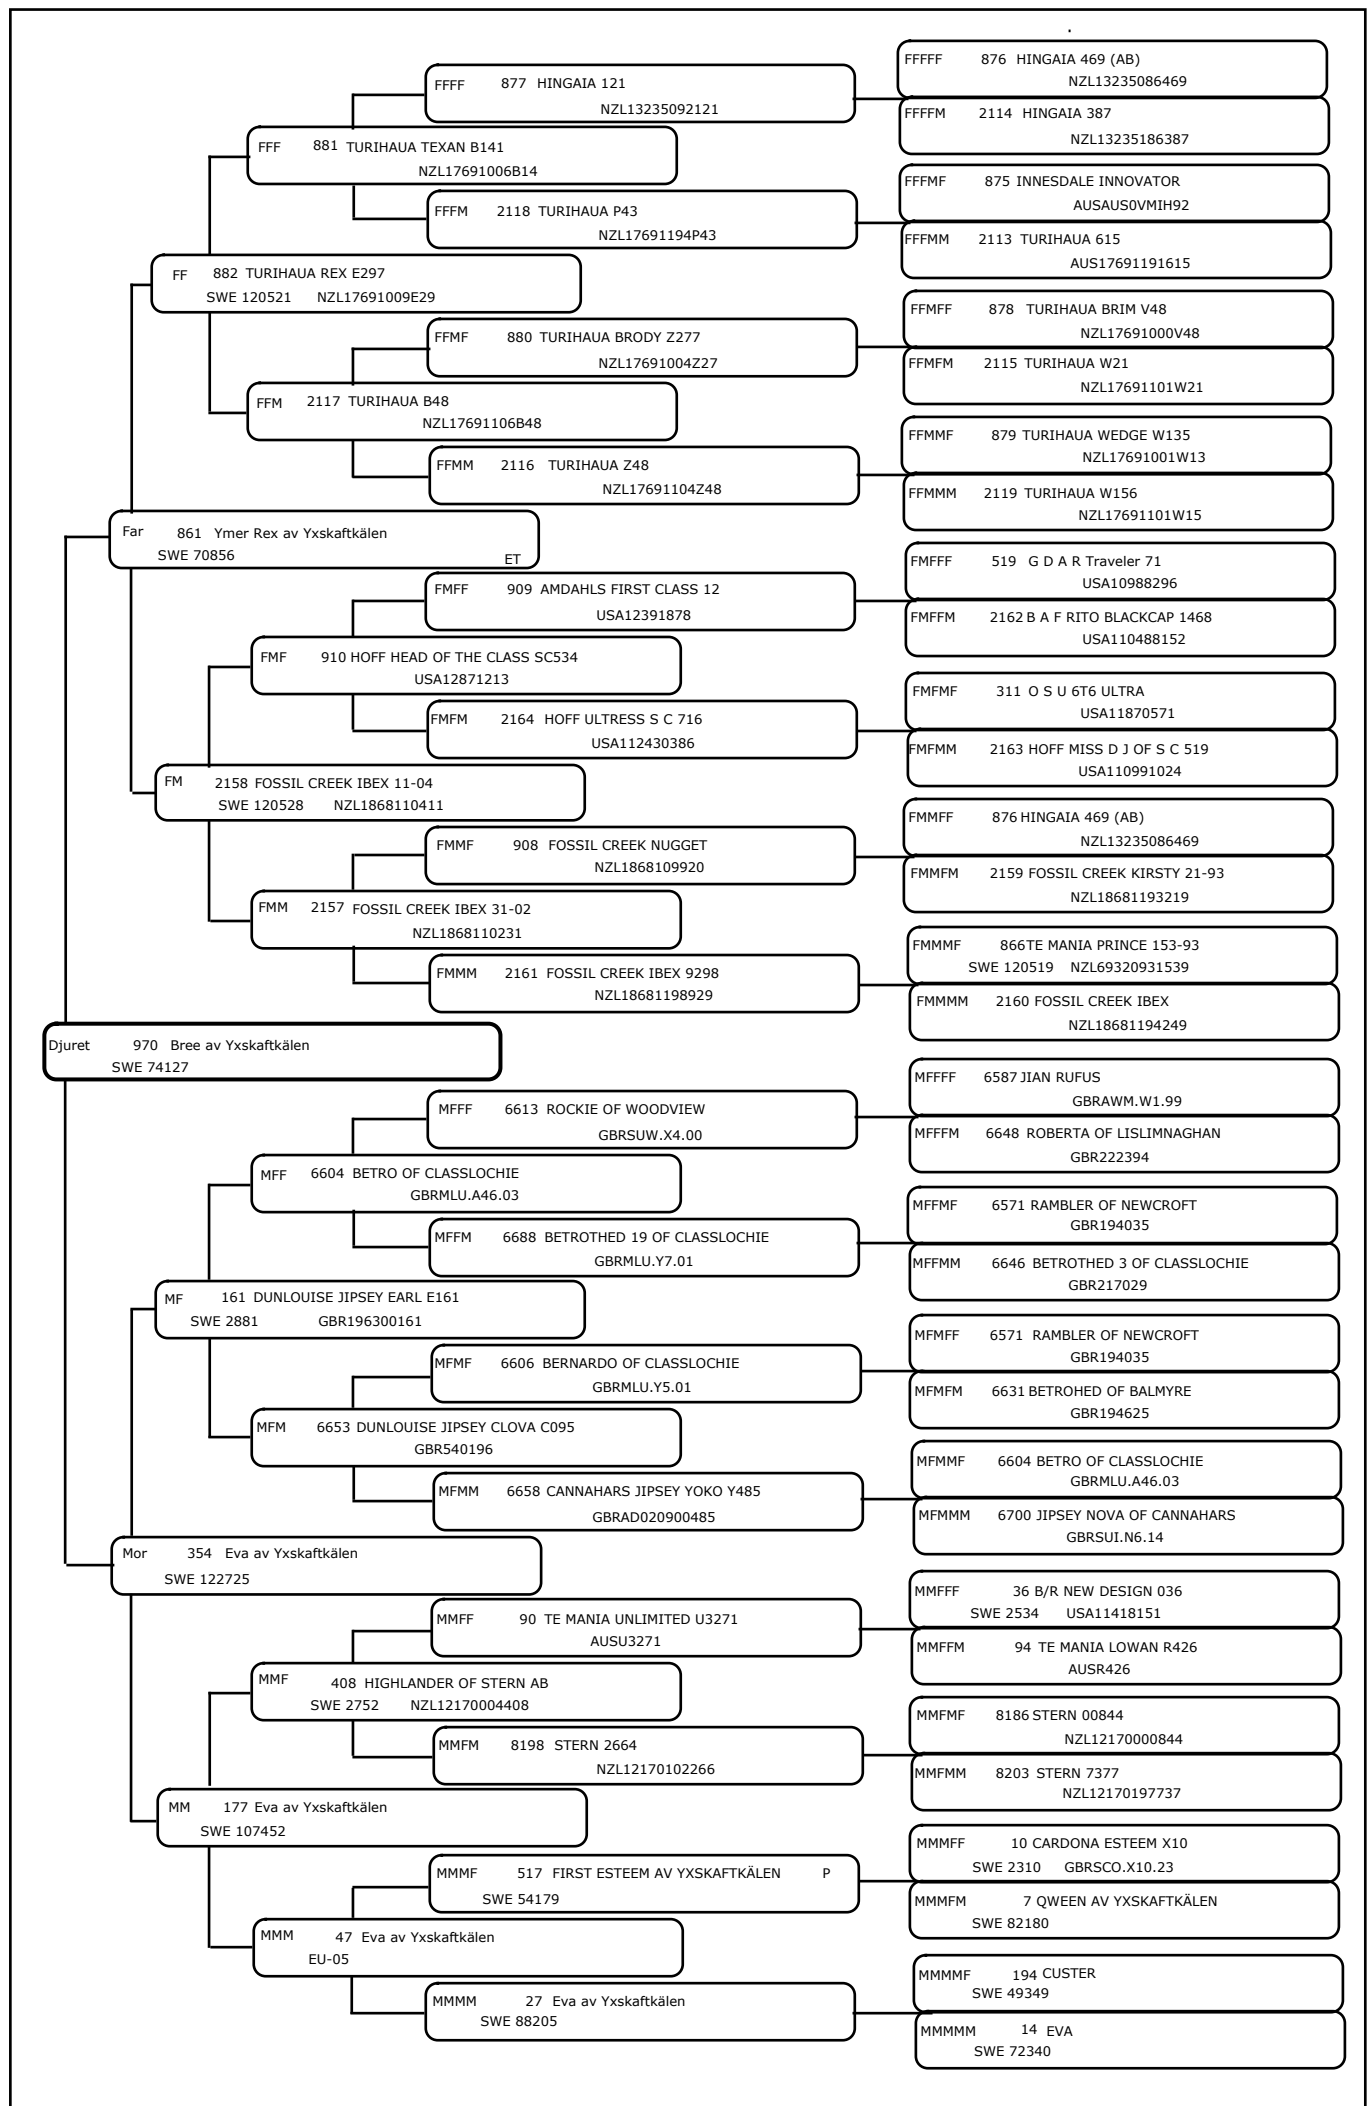 FFFFF 876 HINGAIA 469 (AB)
NZL13235086469
FFFF 877 HINGAIA 121
NZL13235092121
FFFFM 2114 HINGAIA 387
NZL13235186387
FFF 881 TURIHAUA TEXAN B141
NZL17691006B14
FFFMF 875 INNESDALE INNOVATOR
AUSAUS0VMIH92
FFFM 2118 TURIHAUA P43
NZL17691194P43
FFFMM 2113 TURIHAUA 615
AUS17691191615
FF 882 TURIHAUA REX E297
SWE 120521 NZL17691009E29
FFMFF 878 TURIHAUA BRIM V48
NZL17691000V48
FFMF 880 TURIHAUA BRODY Z277
NZL17691004Z27
FFMFM 2115 TURIHAUA W21
NZL17691101W21
FFM 2117 TURIHAUA B48
NZL17691106B48
FFMMF 879 TURIHAUA WEDGE W135
NZL17691001W13
FFMM 2116 TURIHAUA Z48
NZL17691104Z48
FFMMM 2119 TURIHAUA W156
NZL17691101W15
Far 861 Ymer Rex av Yxskaftkälen
SWE 70856 ET
FMFFF 519 G D A R Traveler 71
USA10988296
FMFF 909 AMDAHLS FIRST CLASS 12
USA12391878
FMFFM 2162 B A F RITO BLACKCAP 1468
USA110488152
FMF 910 HOFF HEAD OF THE CLASS SC534
USA12871213
FMFMF 311 O S U 6T6 ULTRA
USA11870571
FMFM 2164 HOFF ULTRESS S C 716
USA112430386
FMFMM 2163 HOFF MISS D J OF S C 519
USA110991024
FM 2158 FOSSIL CREEK IBEX 11-04
SWE 120528 NZL1868110411
FMMFF 876 HINGAIA 469 (AB)
NZL13235086469
FMMF 908 FOSSIL CREEK NUGGET
NZL1868109920
FMMFM 2159 FOSSIL CREEK KIRSTY 21-93
NZL18681193219
FMM 2157 FOSSIL CREEK IBEX 31-02
NZL1868110231
FMMMF 866 TE MANIA PRINCE 153-93
SWE 120519 NZL69320931539
FMMM 2161 FOSSIL CREEK IBEX 9298
NZL18681198929
FMMMM 2160 FOSSIL CREEK IBEX
NZL18681194249
Djuret 970 Bree av Yxskaftkälen
SWE 74127
MFFFF 6587 JIAN RUFUS
GBRAWM.W1.99
MFFF 6613 ROCKIE OF WOODVIEW
GBRSUW.X4.00
MFFFM 6648 ROBERTA OF LISLIMNAGHAN
GBR222394
MFF 6604 BETRO OF CLASSLOCHIE
GBRMLU.A46.03
MFFMF 6571 RAMBLER OF NEWCROFT
GBR194035
MFFM 6688 BETROTHED 19 OF CLASSLOCHIE
GBRMLU.Y7.01
MFFMM 6646 BETROTHED 3 OF CLASSLOCHIE
GBR217029
MF 161 DUNLOUISE JIPSEY EARL E161
SWE 2881 GBR196300161
MFMFF 6571 RAMBLER OF NEWCROFT
GBR194035
MFMF 6606 BERNARDO OF CLASSLOCHIE
GBRMLU.Y5.01
MFMFM 6631 BETROHED OF BALMYRE
GBR194625
MFM 6653 DUNLOUISE JIPSEY CLOVA C095
GBR540196
MFMMF 6604 BETRO OF CLASSLOCHIE
GBRMLU.A46.03
MFMM 6658 CANNAHARS JIPSEY YOKO Y485
GBRAD020900485
MFMMM 6700 JIPSEY NOVA OF CANNAHARS
GBRSUI.N6.14
Mor 354 Eva av Yxskaftkälen
SWE 122725
MMFFF 36 B/R NEW DESIGN 036
SWE 2534 USA11418151
MMFF 90 TE MANIA UNLIMITED U3271
AUSU3271
MMFFM 94 TE MANIA LOWAN R426
AUSR426
MMF 408 HIGHLANDER OF STERN AB
SWE 2752 NZL12170004408
MMFMF 8186 STERN 00844
NZL12170000844
MMFM 8198 STERN 2664
NZL12170102266
MMFMM 8203 STERN 7377
NZL12170197737
MM 177 Eva av Yxskaftkälen
SWE 107452
MMMFF 10 CARDONA ESTEEM X10
SWE 2310 GBRSCO.X10.23
MMMF 517 FIRST ESTEEM AV YXSKAFTKÄLEN P
SWE 54179
MMMFM 7 QWEEN AV YXSKAFTKÄLEN
SWE 82180
MMM 47 Eva av Yxskaftkälen
EU-05
MMMMF 194 CUSTER
SWE 49349
MMMM 27 Eva av Yxskaftkälen
SWE 88205
MMMMM 14 EVA
SWE 72340